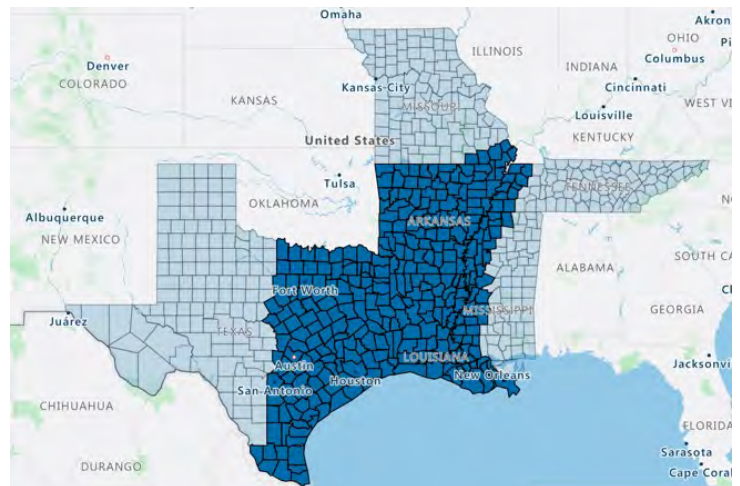 Omaha
Akron
ILLINOIS
OHIO
Denver
INDIANA
Columbus
COLORADO
Kansas-City
Cincinnati
MISSOURI
KANSAS
Louisville
WEST VI
United States
KENTUCKY
Tulsa
TENNESSEE
OKLAHOMA
Albuquerque
ARKANSAS
NEW MEXICO
SOUTH CA
ALABAMA
Fort Worth
MISSISSIPPI
GEORGIA
Juárez
TEXAS
LOUISIANA
Austin
Jacksonvi
New Orleans
San Antonio
Houston
CHIHUAHUA
FLORIDA
Sarasota
DURANGO
Cape Coral